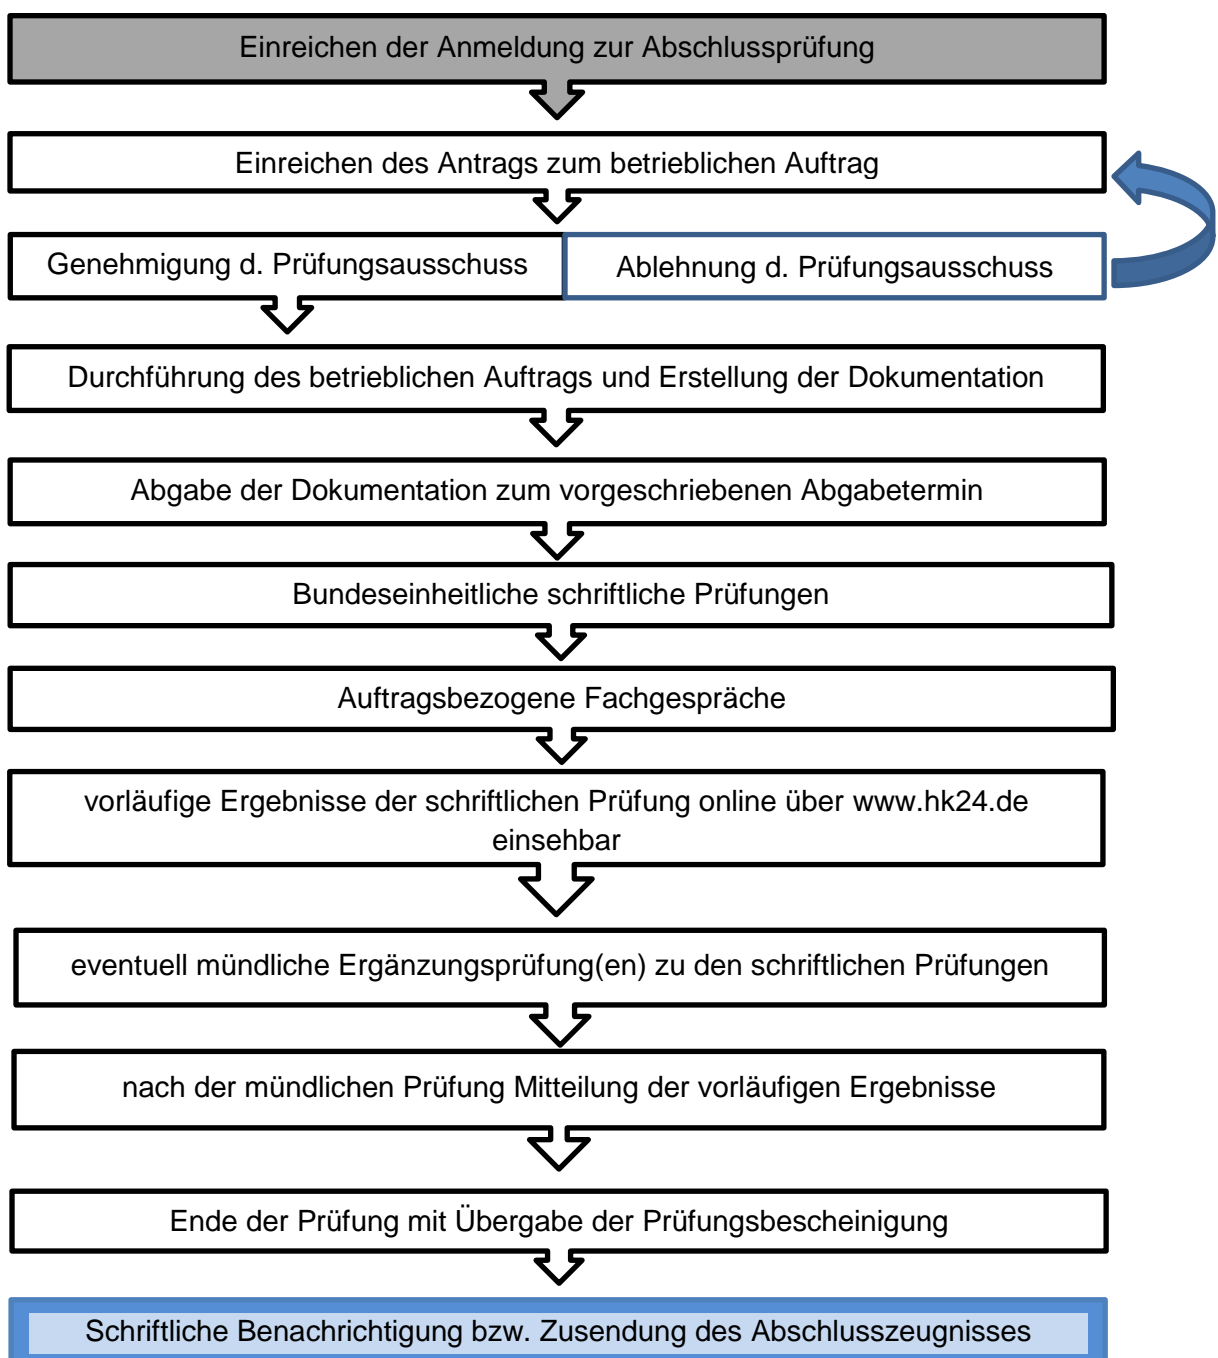 Einreichen der Anmeldung zur Abschlussprüfung
Einreichen des Antrags zum betrieblichen Auftrag
Genehmigung d. Prüfungsausschuss
Ablehnung d. Prüfungsausschuss
Durchführung des betrieblichen Auftrags und Erstellung der Dokumentation
Abgabe der Dokumentation zum vorgeschriebenen Abgabetermin
Bundeseinheitliche schriftliche Prüfungen
Auftragsbezogene Fachgespräche
vorläufige Ergebnisse der schriftlichen Prüfung online über www.hk24.de
einsehbar
eventuell mündliche Ergänzungsprüfung(en) zu den schriftlichen Prüfungen
nach der mündlichen Prüfung Mitteilung der vorläufigen Ergebnisse
Ende der Prüfung mit Übergabe der Prüfungsbescheinigung
Schriftliche Benachrichtigung bzw. Zusendung des Abschlusszeugnisses